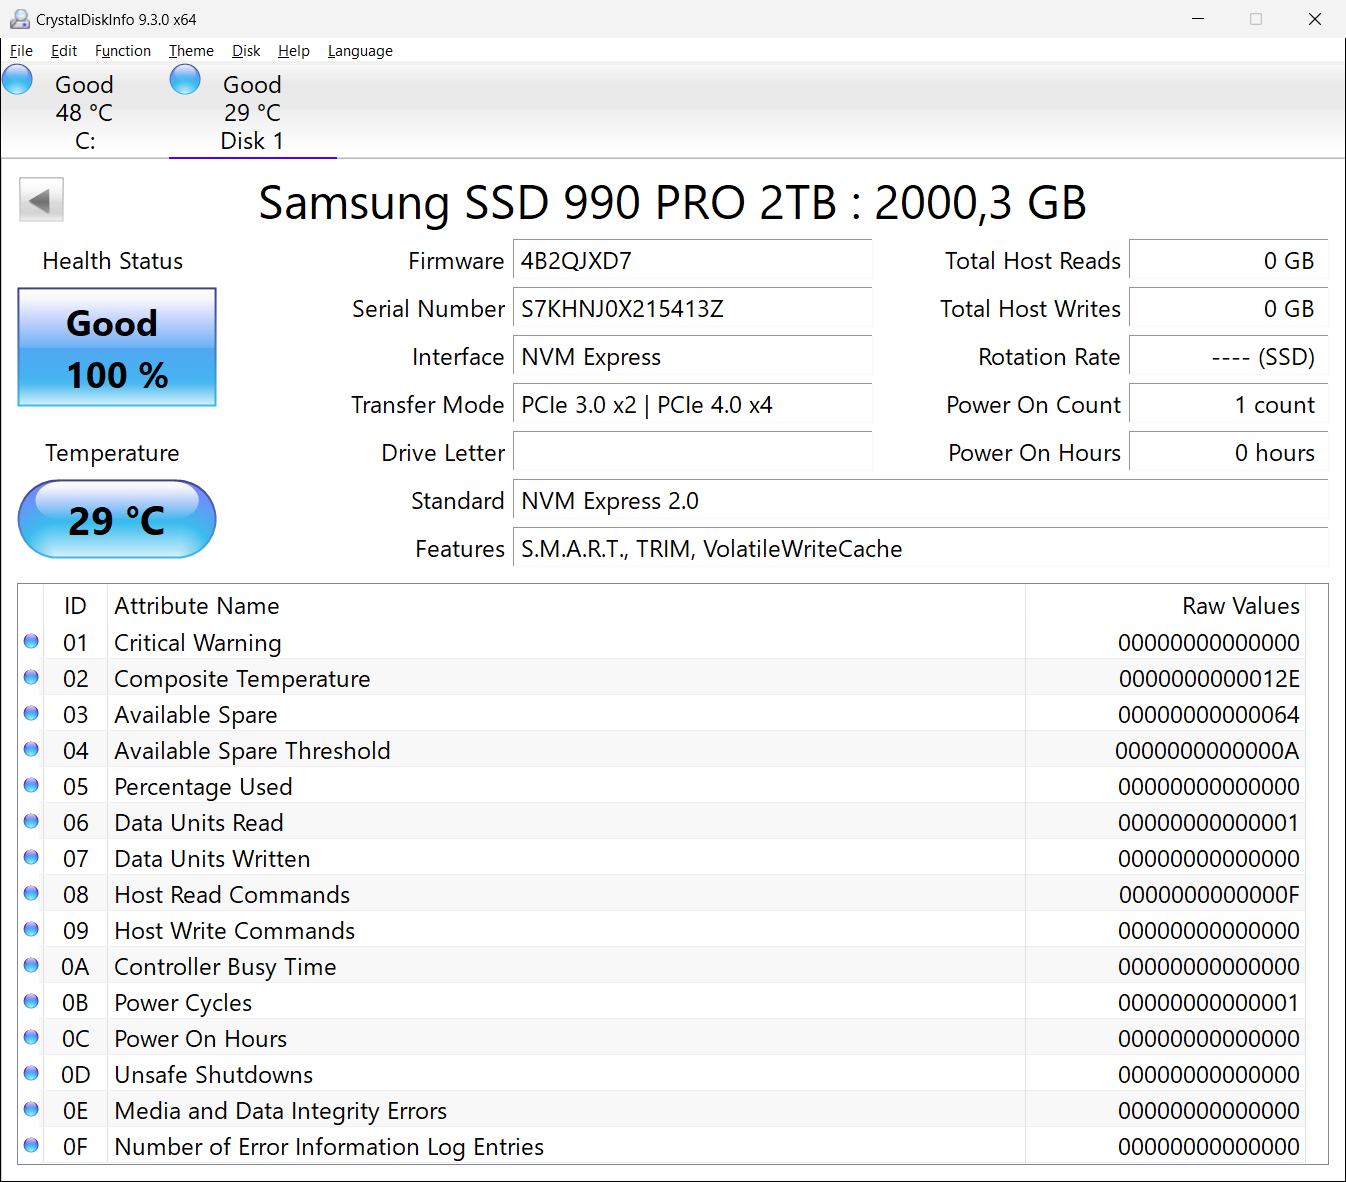 CrystalDiskInfo 9.3.0 x64
File Edit Function Theme Disk Help Language
Good
48 °C
C:
Good
29 °C
Disk 1
Samsung SSD 990 PRO 2TB : 2000,3 GB
Health Status
Good
100 %
Temperature
29 °C
Firmware 4B2QJXD7
Serial Number S7KHNJ0X215413Z
Interface NVM Express
Transfer Mode PCIe 3.0 x2 | PCIe 4.0 x4
Drive Letter
Standard NVM Express 2.0
Features S.M.A.R.T., TRIM, VolatileWriteCache
Total Host Reads 0 GB
Total Host Writes 0 GB
Rotation Rate ---- (SSD)
Power On Count 1 count
Power On Hours 0 hours
ID Attribute Name Raw Values
01 Critical Warning 00000000000000
02 Composite Temperature 0000000000012E
03 Available Spare 00000000000064
04 Available Spare Threshold 0000000000000A
05 Percentage Used 00000000000000
06 Data Units Read 00000000000001
07 Data Units Written 00000000000000
08 Host Read Commands 0000000000000F
09 Host Write Commands 00000000000000
0A Controller Busy Time 00000000000000
0B Power Cycles 00000000000001
0C Power On Hours 00000000000000
0D Unsafe Shutdowns 00000000000000
0E Media and Data Integrity Errors 00000000000000
0F Number of Error Information Log Entries 00000000000000